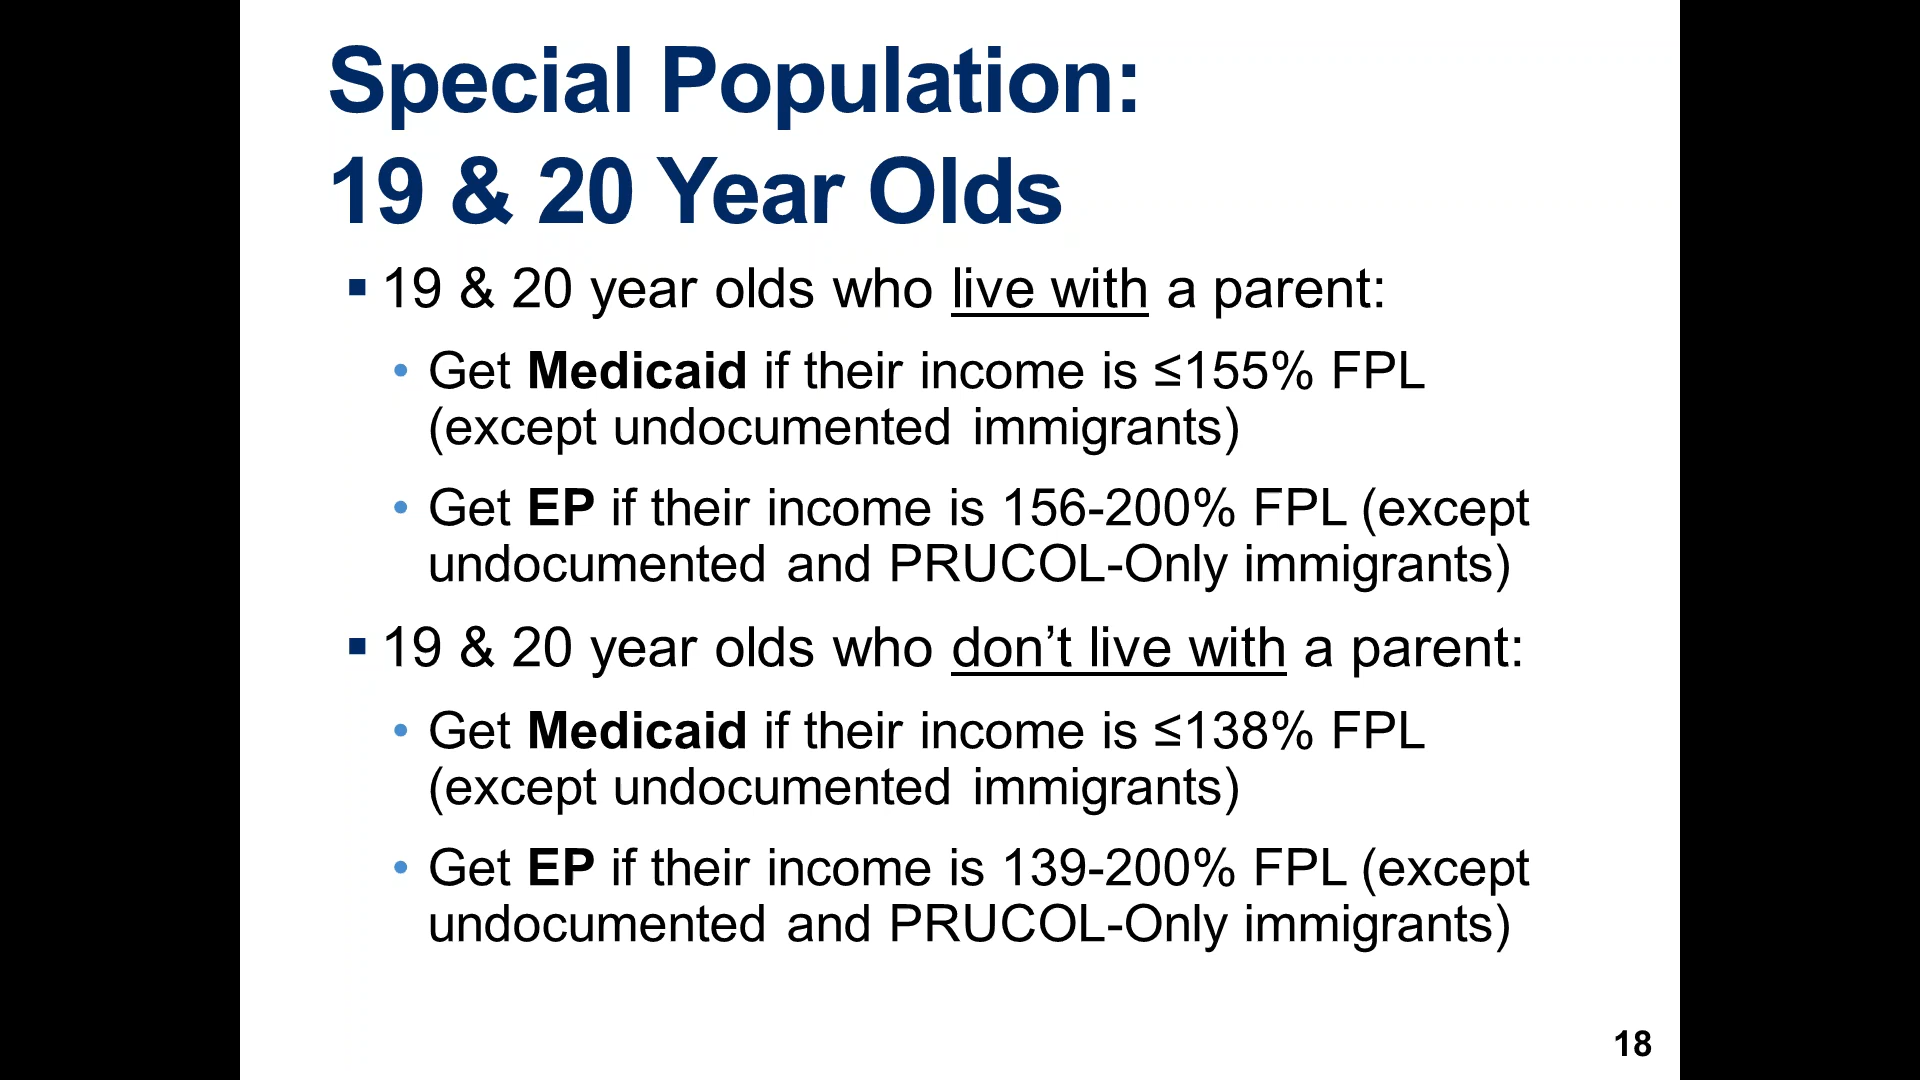 Special Population:
19 & 20 Year Olds
▪ 19 & 20 year olds who live with a parent:
• Get Medicaid if their income is ≤155% FPL
(except undocumented immigrants)
• Get EP if their income is 156-200% FPL (except
undocumented and PRUCOL-Only immigrants)
▪ 19 & 20 year olds who don’t live with a parent:
• Get Medicaid if their income is ≤138% FPL
(except undocumented immigrants)
• Get EP if their income is 139-200% FPL (except
undocumented and PRUCOL-Only immigrants)
18